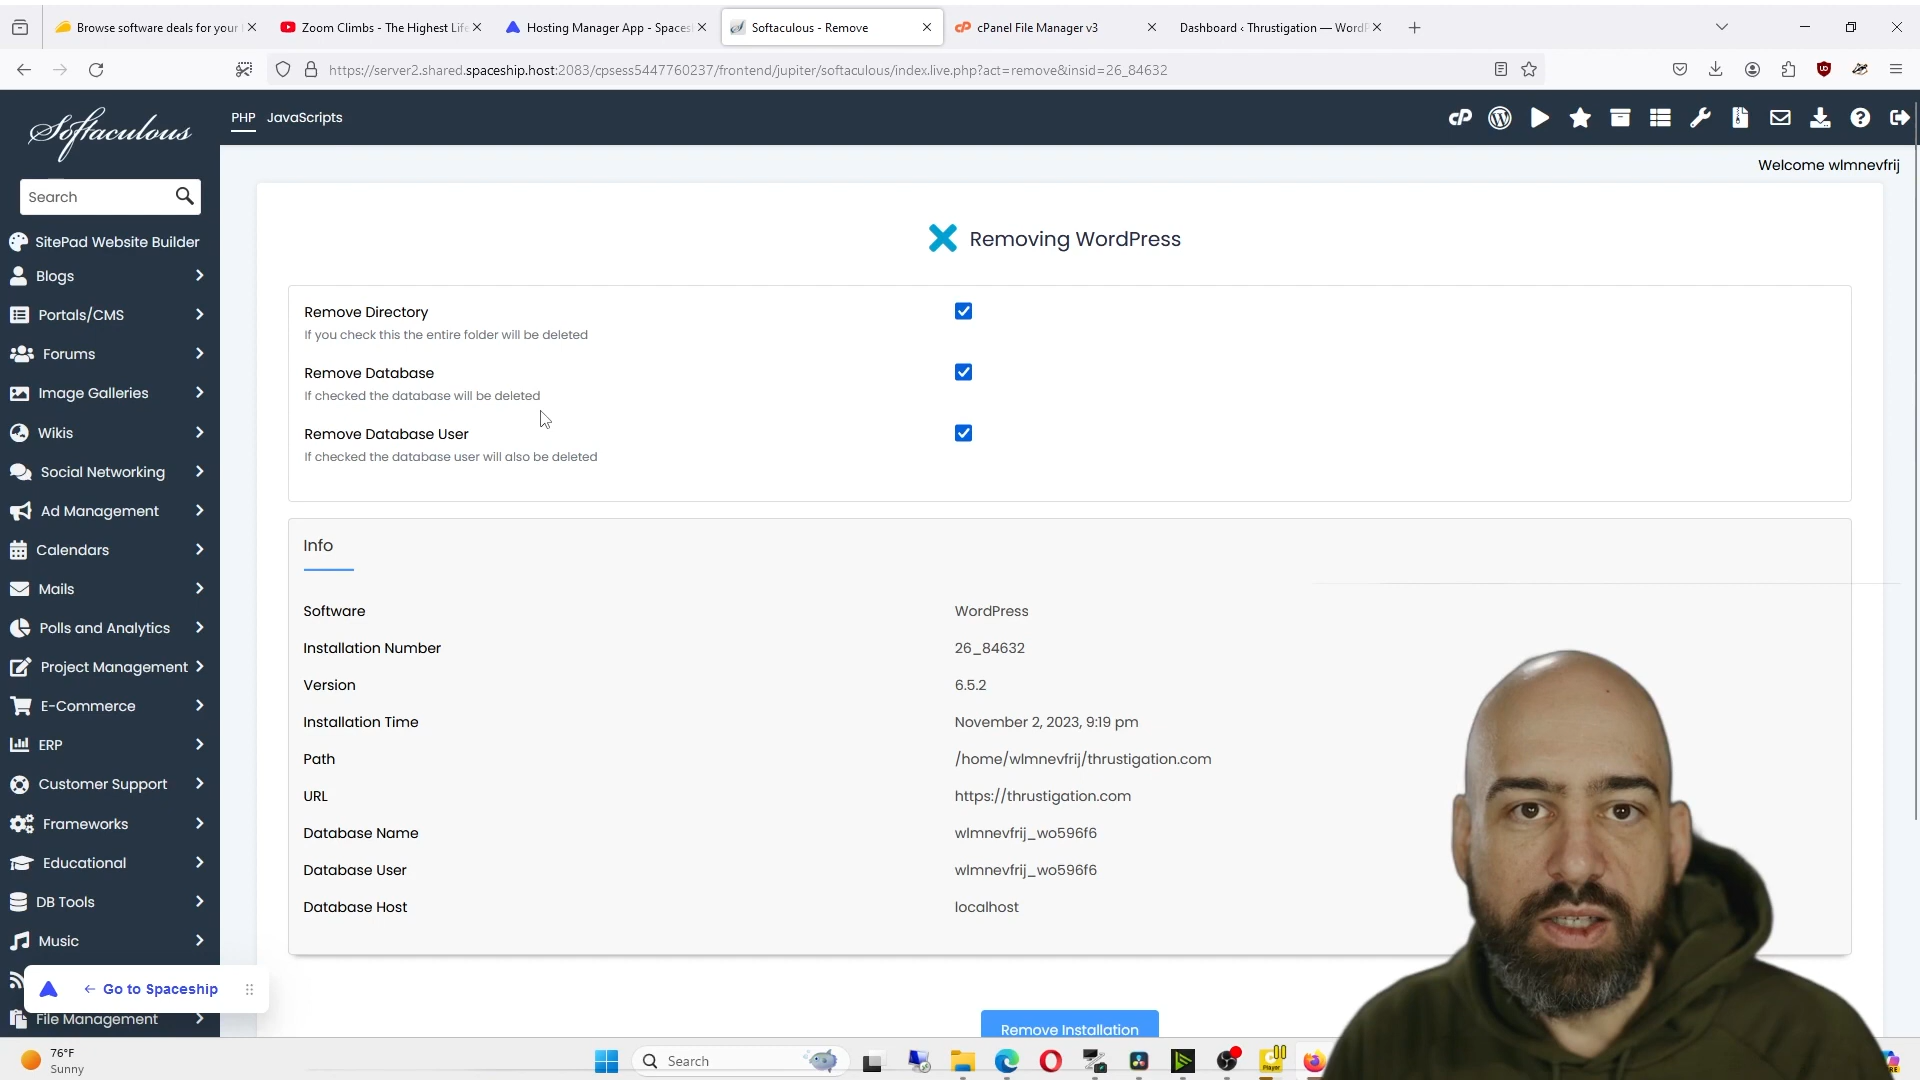 Browse software deals for your
Zoom Climbs - The Highest Life
Hosting Manager App - Spaces
Softaculous - Remove
cPanel File Manager v3
Dashboard ‹ Thrustigation — WordP
https://server2.shared.spaceship.host:2083/cpsess5447760237/frontend/jupiter/softaculous/index.live.php?act=remove&insid=26_84632
Softaculous
PHP
JavaScripts
Welcome wlmnevfrij
Search
SitePad Website Builder
Blogs
Portals/CMS
Forums
Image Galleries
Wikis
Social Networking
Ad Management
Calendars
Mails
Polls and Analytics
Project Management
E-Commerce
ERP
Customer Support
Frameworks
Educational
DB Tools
Music
← Go to Spaceship
File Management
Removing WordPress
Remove Directory
If you check this the entire folder will be deleted
Remove Database
If checked the database will be deleted
Remove Database User
If checked the database user will also be deleted
Info
Software WordPress
Installation Number 26_84632
Version 6.5.2
Installation Time November 2, 2023, 9:19 pm
Path /home/wlmnevfrij/thrustigation.com
URL https://thrustigation.com
Database Name wlmnevfrij_wo596f6
Database User wlmnevfrij_wo596f6
Database Host localhost
Remove Installation
76°F
Sunny
Search
Player